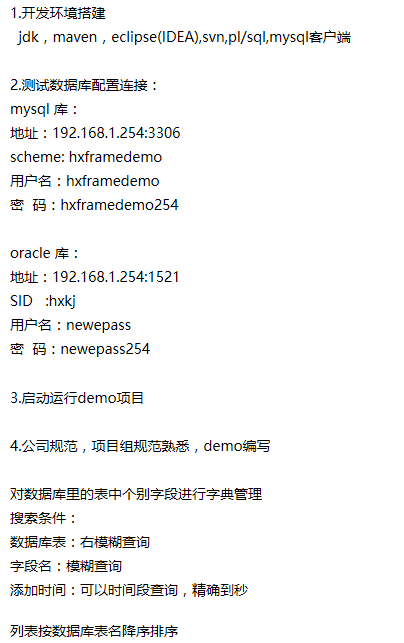 1.开发环境搭建
jdk，maven，eclipse(IDEA),svn,pl/sql,mysql客户端
2.测试数据库配置连接：
mysql 库：
地址：192.168.1.254:3306
scheme: hxframedemo
用户名：hxframedemo
密  码：hxframedemo254
oracle 库：
地址：192.168.1.254:1521
SID   :hxkj
用户名：newepass
密  码：newepass254
3.启动运行demo项目
4.公司规范，项目组规范熟悉，demo编写
对数据库里的表中个别字段进行字典管理
搜索条件：
数据库表：右模糊查询
字段名：模糊查询
添加时间：可以时间段查询，精确到秒
列表按数据库表名降序排序